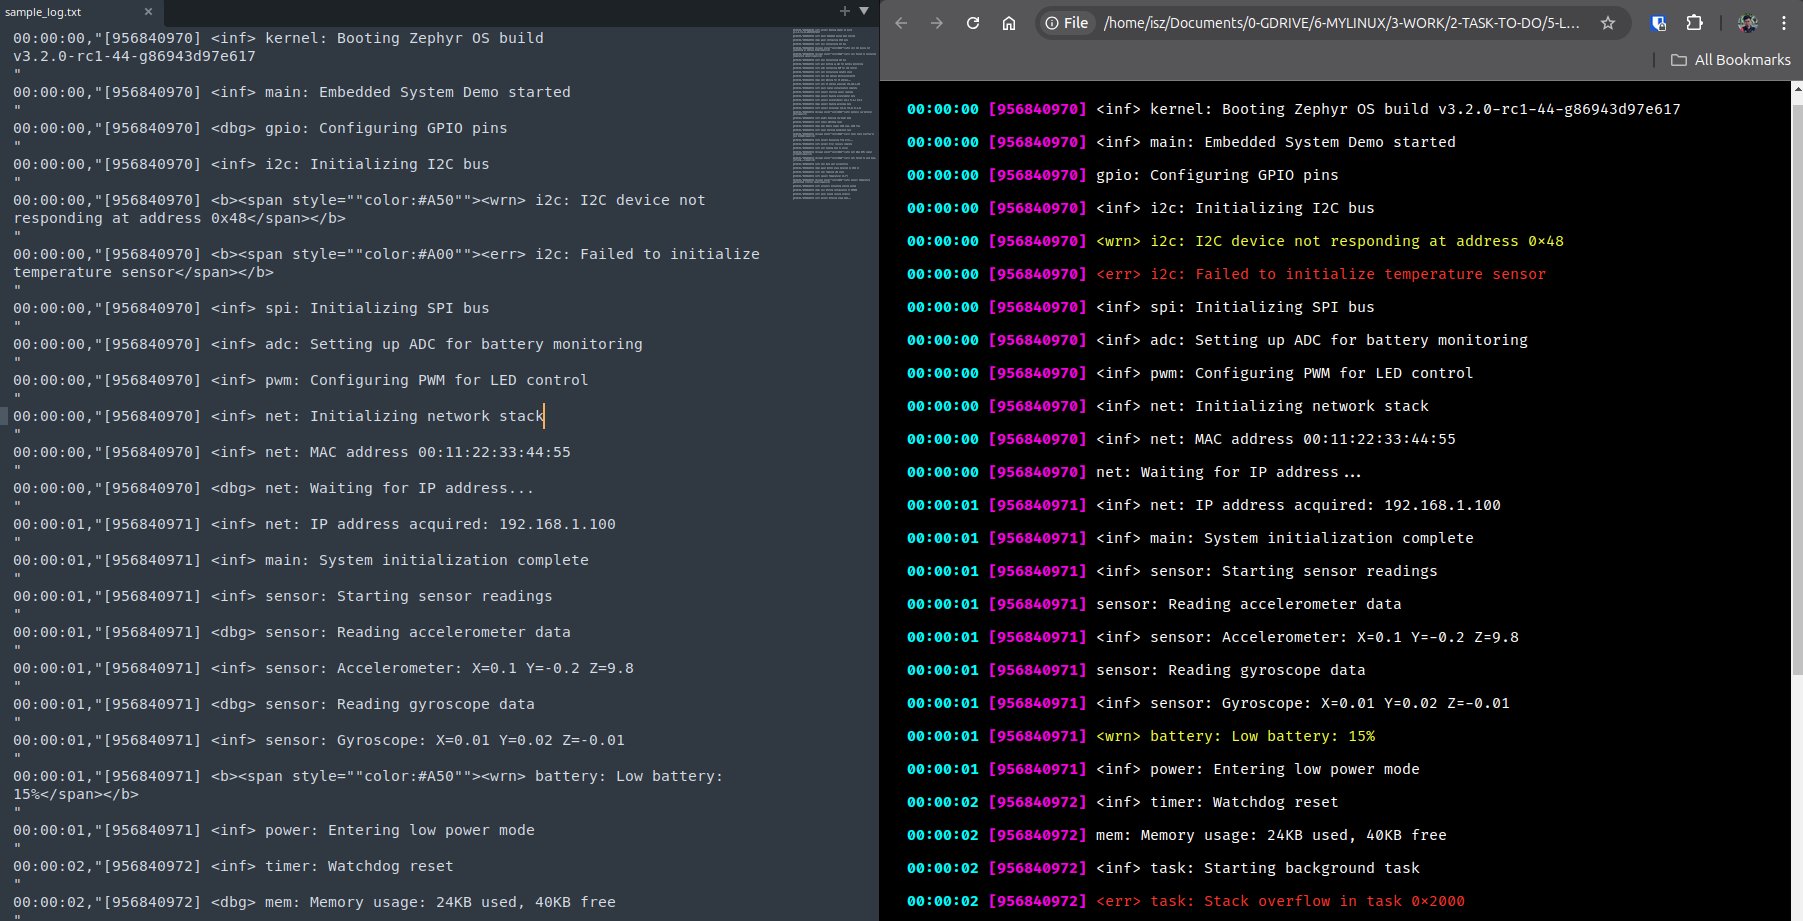 sample_log.txt
00:00:00,"[956840970] <inf> kernel: Booting Zephyr OS build
v3.2.0-rc1-44-g86943d97e617
"
00:00:00,"[956840970] <inf> main: Embedded System Demo started
"
00:00:00,"[956840970] <dbg> gpio: Configuring GPIO pins
"
00:00:00,"[956840970] <inf> i2c: Initializing I2C bus
"
00:00:00,"[956840970] <b><span style=""color:#A50""><wrn> i2c: I2C device not
responding at address 0x48</span></b>
"
00:00:00,"[956840970] <b><span style=""color:#A00""><err> i2c: Failed to initialize
temperature sensor</span></b>
"
00:00:00,"[956840970] <inf> spi: Initializing SPI bus
"
00:00:00,"[956840970] <inf> adc: Setting up ADC for battery monitoring
"
00:00:00,"[956840970] <inf> pwm: Configuring PWM for LED control
"
00:00:00,"[956840970] <inf> net: Initializing network stack
"
00:00:00,"[956840970] <inf> net: MAC address 00:11:22:33:44:55
"
00:00:00,"[956840970] <dbg> net: Waiting for IP address...
"
00:00:01,"[956840971] <inf> net: IP address acquired: 192.168.1.100
"
00:00:01,"[956840971] <inf> main: System initialization complete
"
00:00:01,"[956840971] <inf> sensor: Starting sensor readings
"
00:00:01,"[956840971] <dbg> sensor: Reading accelerometer data
"
00:00:01,"[956840971] <inf> sensor: Accelerometer: X=0.1 Y=-0.2 Z=9.8
"
00:00:01,"[956840971] <dbg> sensor: Reading gyroscope data
"
00:00:01,"[956840971] <inf> sensor: Gyroscope: X=0.01 Y=0.02 Z=-0.01
"
00:00:01,"[956840971] <b><span style=""color:#A50""><wrn> battery: Low battery:
15%</span></b>
"
00:00:01,"[956840971] <inf> power: Entering low power mode
"
00:00:02,"[956840972] <inf> timer: Watchdog reset
"
00:00:02,"[956840972] <dbg> mem: Memory usage: 24KB used, 40KB free
"
File /home/isz/Documents/0-GDRIVE/6-MYLINUX/3-WORK/2-TASK-TO-DO/5-L...
All Bookmarks
00:00:00 [956840970] <inf> kernel: Booting Zephyr OS build v3.2.0-rc1-44-g86943d97e617
00:00:00 [956840970] <inf> main: Embedded System Demo started
00:00:00 [956840970] gpio: Configuring GPIO pins
00:00:00 [956840970] <inf> i2c: Initializing I2C bus
00:00:00 [956840970] <wrn> i2c: I2C device not responding at address 0×48
00:00:00 [956840970] <err> i2c: Failed to initialize temperature sensor
00:00:00 [956840970] <inf> spi: Initializing SPI bus
00:00:00 [956840970] <inf> adc: Setting up ADC for battery monitoring
00:00:00 [956840970] <inf> pwm: Configuring PWM for LED control
00:00:00 [956840970] <inf> net: Initializing network stack
00:00:00 [956840970] <inf> net: MAC address 00:11:22:33:44:55
00:00:00 [956840970] net: Waiting for IP address...
00:00:01 [956840971] <inf> net: IP address acquired: 192.168.1.100
00:00:01 [956840971] <inf> main: System initialization complete
00:00:01 [956840971] <inf> sensor: Starting sensor readings
00:00:01 [956840971] sensor: Reading accelerometer data
00:00:01 [956840971] <inf> sensor: Accelerometer: X=0.1 Y=-0.2 Z=9.8
00:00:01 [956840971] sensor: Reading gyroscope data
00:00:01 [956840971] <inf> sensor: Gyroscope: X=0.01 Y=0.02 Z=-0.01
00:00:01 [956840971] <wrn> battery: Low battery: 15%
00:00:01 [956840971] <inf> power: Entering low power mode
00:00:02 [956840972] <inf> timer: Watchdog reset
00:00:02 [956840972] mem: Memory usage: 24KB used, 40KB free
00:00:02 [956840972] <inf> task: Starting background task
00:00:02 [956840972] <err> task: Stack overflow in task 0×2000